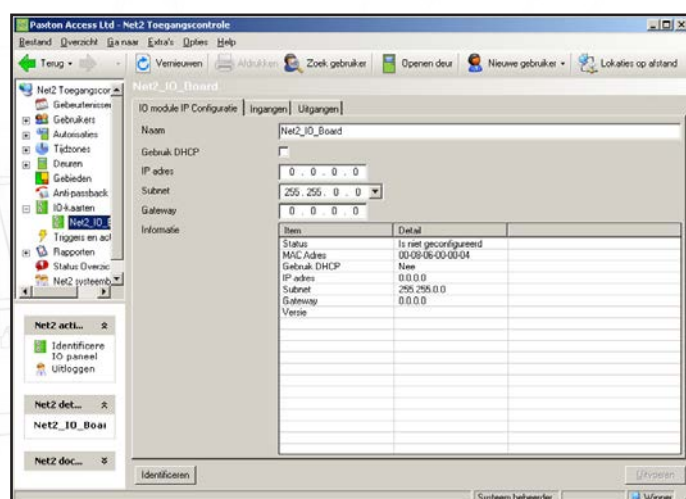 Paxton Access Ltd - Net2 Toegangscontrole
Bestand Overzicht Ga naar Extra's Opties Help
Terug Vernieuwen Afdrukken Zoek gebruiker Openen deur Nieuwe gebruiker Lokaties op afstand
Net2 Toegangscor
Gebeurtenissen
Gebruikers
Autorisaties
Tijdzones
Deuren
Gebieden
Anti-passback
IO-kaarten
Net2_IO_B
Triggers en act
Rapporten
Status Overzic
Net2 systeemb
Net2 acti...
Identificere
IO paneel
Uitloggen
Net2 det...
Net2_IO_Boar
Net2 doc...
Net2_IO_Board
IO module IP Configuratie Ingangen Uitgangen
Naam Net2_IO_Board
Gebruik DHCP
IP adres 0 . 0 . 0 . 0
Subnet 255. 255. 0 . 0
Gateway 0 . 0 . 0 . 0
Informatie
Item Detail
Status Is niet geconfigureerd
MAC Adres 00-08-06-00-00-04
Gebruik DHCP Nee
IP adres 0.0.0.0
Subnet 255.255.0.0
Gateway 0.0.0.0
Versie
Identificeren Uitvoeren
Systeem beheerder Winner